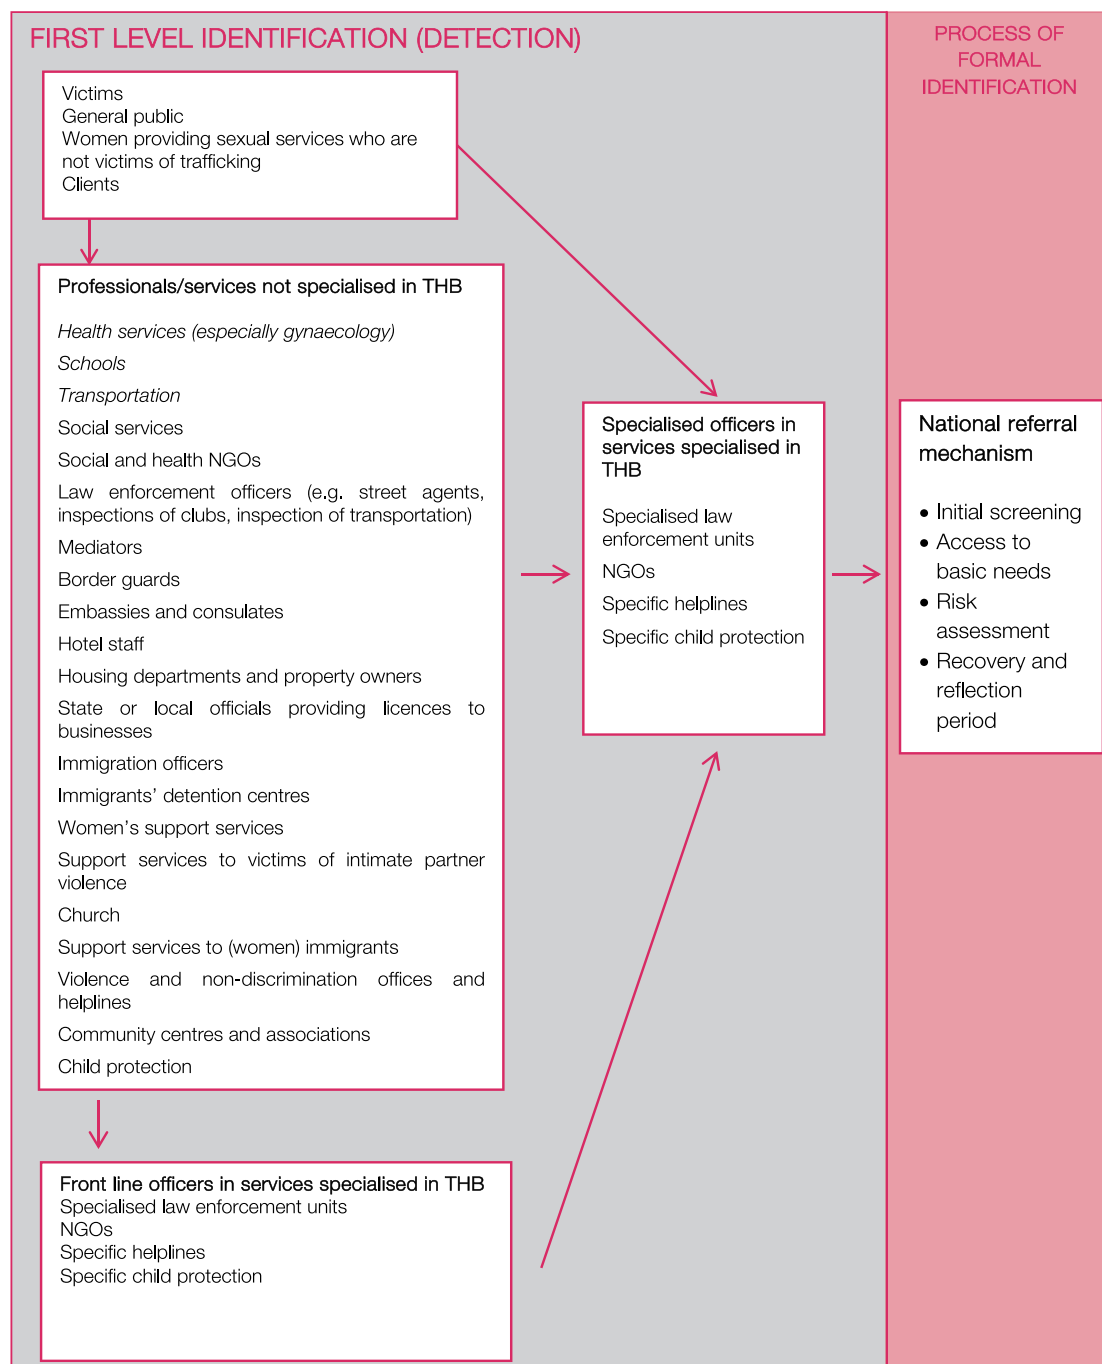 FIRST LEVEL IDENTIFICATION (DETECTION)
PROCESS OF
FORMAL
IDENTIFICATION
Victims
General public
Women providing sexual services who are
not victims of trafficking
Clients
Professionals/services not specialised in THB
Health services (especially gynaecology)
Schools
Transportation
Social services
Social and health NGOs
Law enforcement officers (e.g. street agents,
inspections of clubs, inspection of transportation)
Mediators
Border guards
Embassies and consulates
Hotel staff
Housing departments and property owners
State or local officials providing licences to
businesses
Immigration officers
Immigrants’ detention centres
Women’s support services
Support services to victims of intimate partner
violence
Church
Support services to (women) immigrants
Violence and non-discrimination offices and
helplines
Community centres and associations
Child protection
Front line officers in services specialised in THB
Specialised law enforcement units
NGOs
Specific helplines
Specific child protection
Specialised officers in
services specialised in
THB
Specialised law
enforcement units
NGOs
Specific helplines
Specific child protection
National referral
mechanism
• Initial screening
• Access to
basic needs
• Risk
assessment
• Recovery and
reflection
period